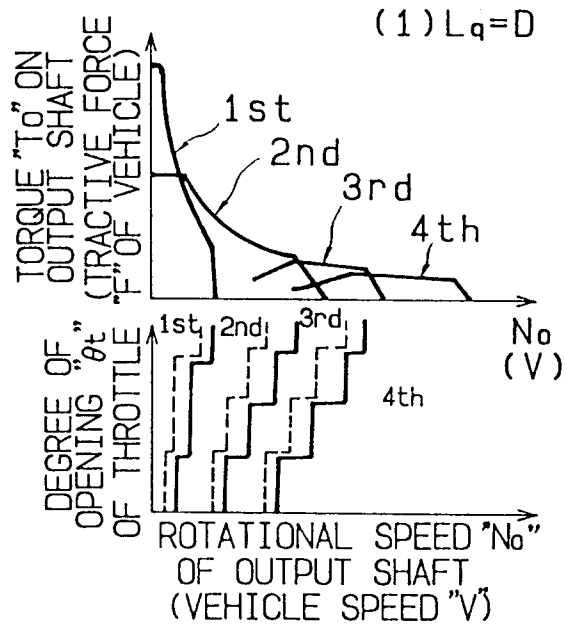 (1) Lq=D
TORQUE "To" ON
OUTPUT SHAFT
(TRACTIVE FORCE
"F" OF VEHICLE)
1st
2nd
3rd
4th
No
(V)
DEGREE OF
OPENING "θt"
OF THROTTLE
1st
2nd
3rd
4th
ROTATIONAL SPEED "No"
OF OUTPUT SHAFT
(VEHICLE SPEED "V")